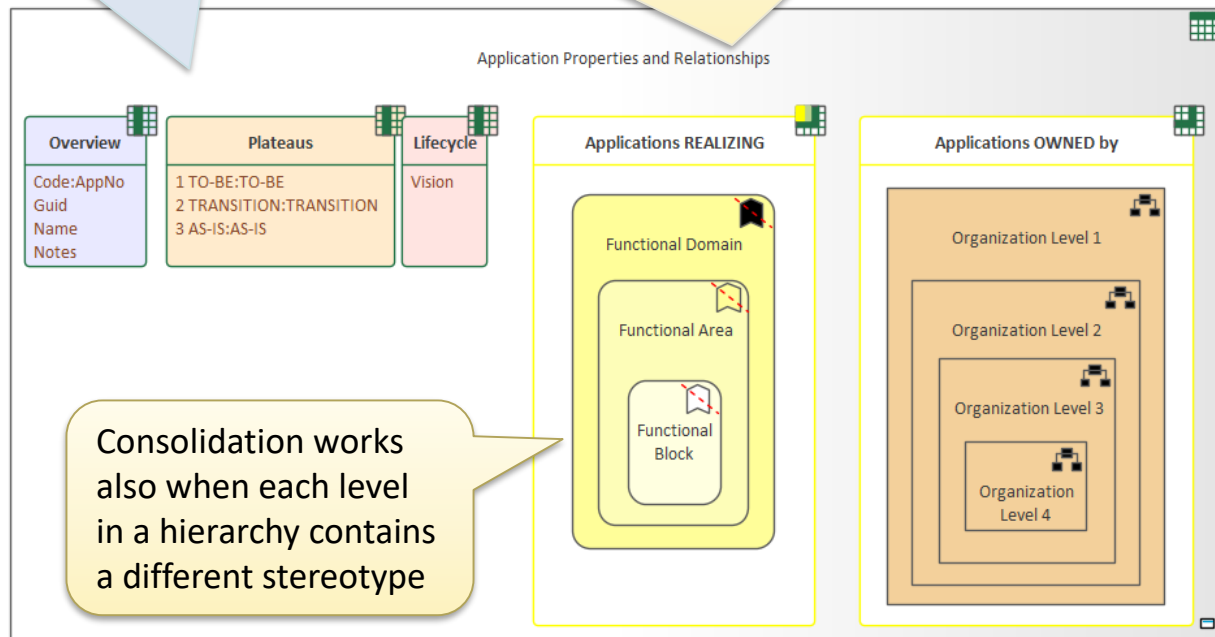 Application Properties and Relationships
Overview
Code:AppNo
Guid
Name
Notes
Plateaus
1 TO-BE:TO-BE
2 TRANSITION:TRANSITION
3 AS-IS:AS-IS
Lifecycle
Vision
Applications REALIZING
Functional Domain
Functional Area
Functional
Block
Applications OWNED by
Organization Level 1
Organization Level 2
Organization Level 3
Organization
Level 4
Consolidation works
also when each level
in a hierarchy contains
a different stereotype